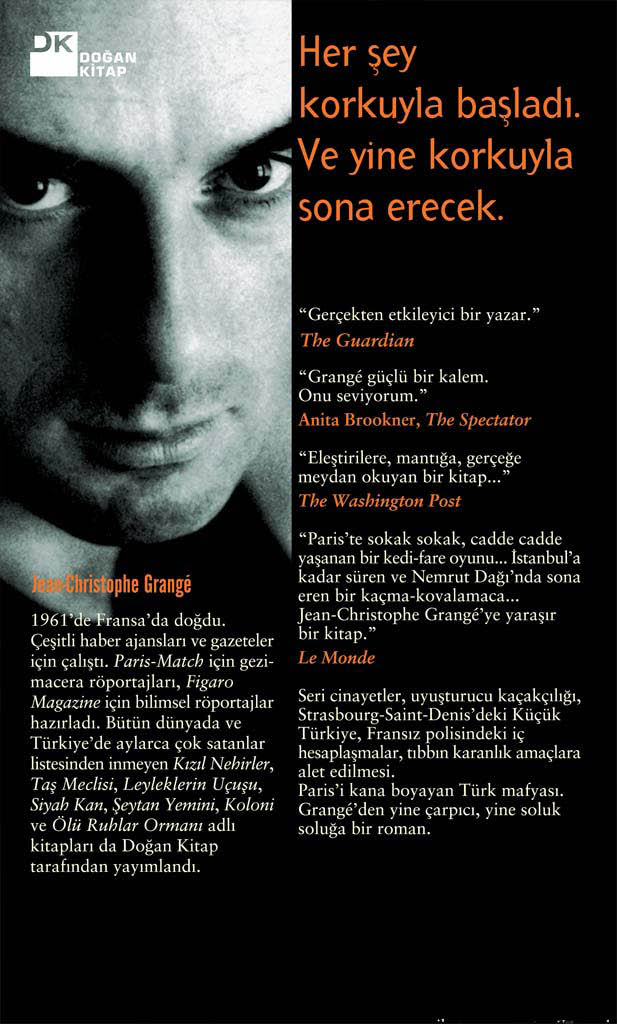 DK
DOĞAN
KİTAP
Her şey
korkuyla başladı.
Ve yine korkuyla
sona erecek.
“Gerçekten etkileyici bir yazar.”
The Guardian
“Grangé güçlü bir kalem.
Onu seviyorum.”
Anita Brookner, The Spectator
“Eleştirilere, mantığa, gerçeğe
meydan okuyan bir kitap...”
The Washington Post
“Paris’te sokak sokak, cadde cadde
yaşanan bir kedi-fare oyunu... İstanbul’a
kadar süren ve Nemrut Dağı’nda sona
eren bir kaçma-kovalamaca...
Jean-Christophe Grangé’ye yaraşır
bir kitap.”
Le Monde
Seri cinayetler, uyuşturucu kaçakçılığı,
Strasbourg-Saint-Denis’deki Küçük
Türkiye, Fransız polisindeki iç
hesaplaşmalar, tıbbın karanlık amaçlara
alet edilmesi.
Paris’i kana boyayan Türk mafyası.
Grangé’den yine çarpıcı, yine soluk
soluğa bir roman.
Jean-Christophe Grangé
1961’de Fransa’da doğdu.
Çeşitli haber ajansları ve gazeteler
için çalıştı. Paris-Match için gezi-
macera röportajları, Figaro
Magazine için bilimsel röportajlar
hazırladı. Bütün dünyada ve
Türkiye’de aylarca çok satanlar
listesinden inmeyen Kızıl Nehirler,
Taş Meclisi, Leyleklerin Uçuşu,
Siyah Kan, Şeytan Yemini, Koloni
ve Ölü Ruhlar Ormanı adlı
kitapları da Doğan Kitap
tarafından yayımlandı.